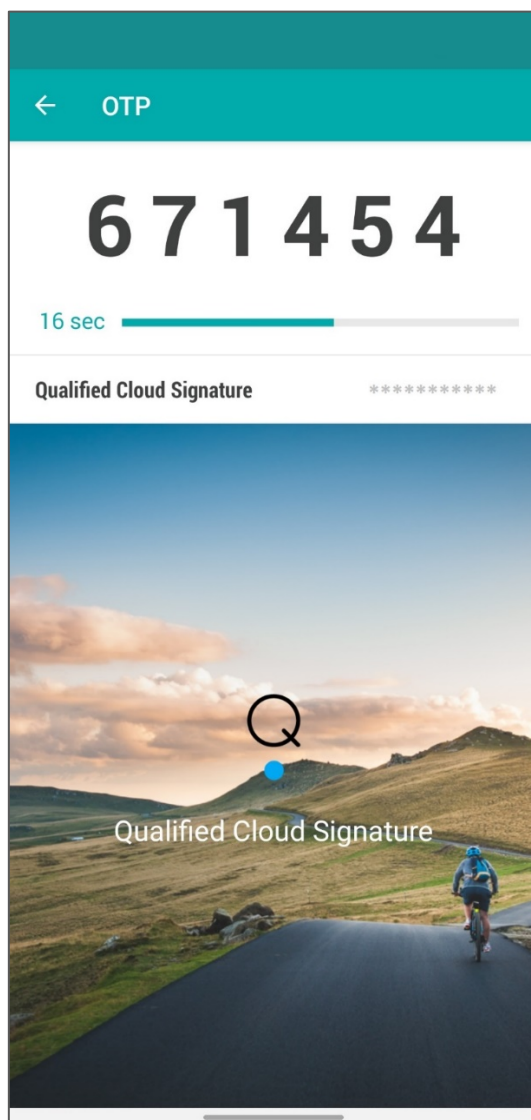 OTP
671454
16 sec
Qualified Cloud Signature ***********
Q
Qualified Cloud Signature